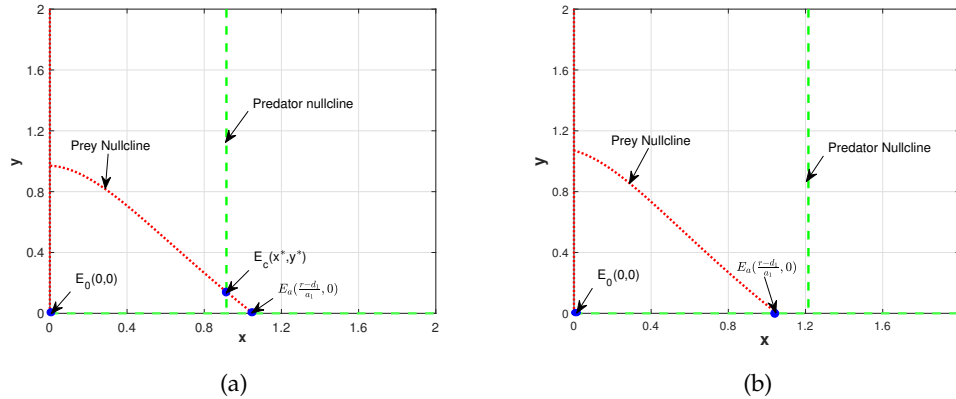 2
1.6
1.2
0.8
0.4
0
y
Predator nullcline
Prey Nullcline
E_c(x*,y*)
E_0(0,0)
E_a(\frac{r-d_1}{a_1}, 0)
0 0.4 0.8 1.2 1.6 2
x
(a)
2
1.6
1.2
0.8
0.4
0
y
Prey Nullcline
Predator Nullcline
E_a(\frac{r-d_1}{a_1}, 0)
E_0(0,0)
0 0.4 0.8 1.2 1.6
x
(b)